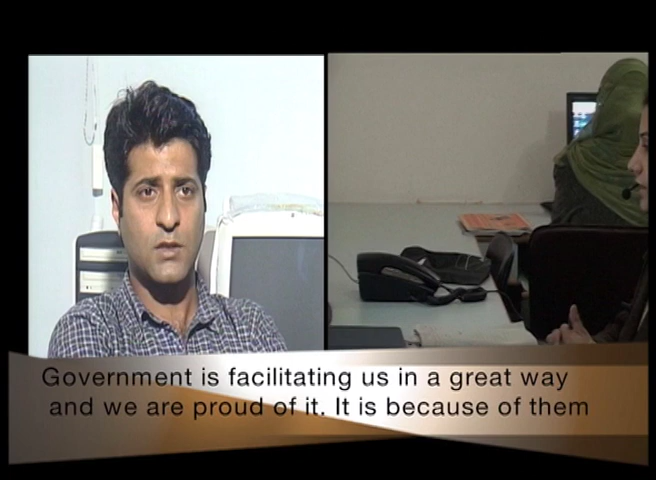 Government is facilitating us in a great way
and we are proud of it. It is because of them